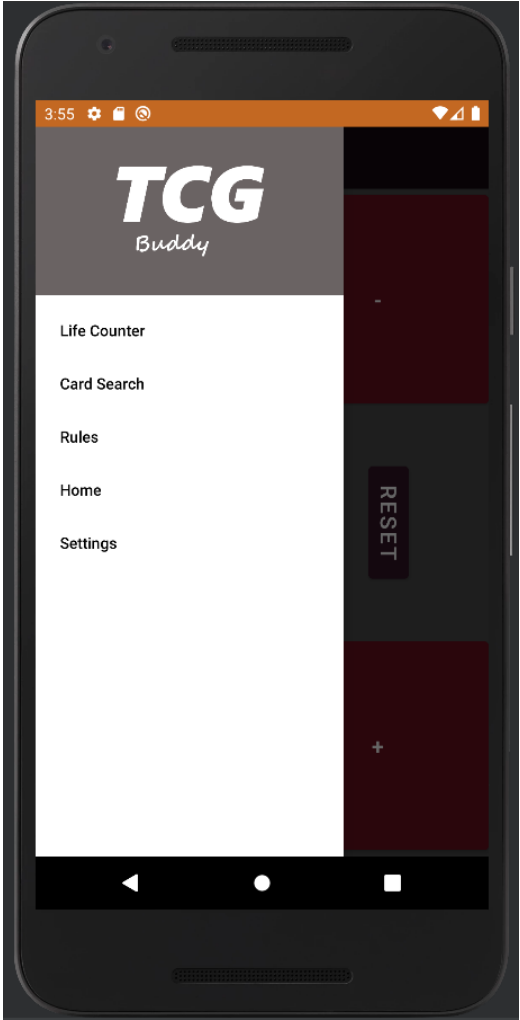 3:55
TCG
Buddy
Life Counter
Card Search
Rules
Home
Settings
-
RESET
+